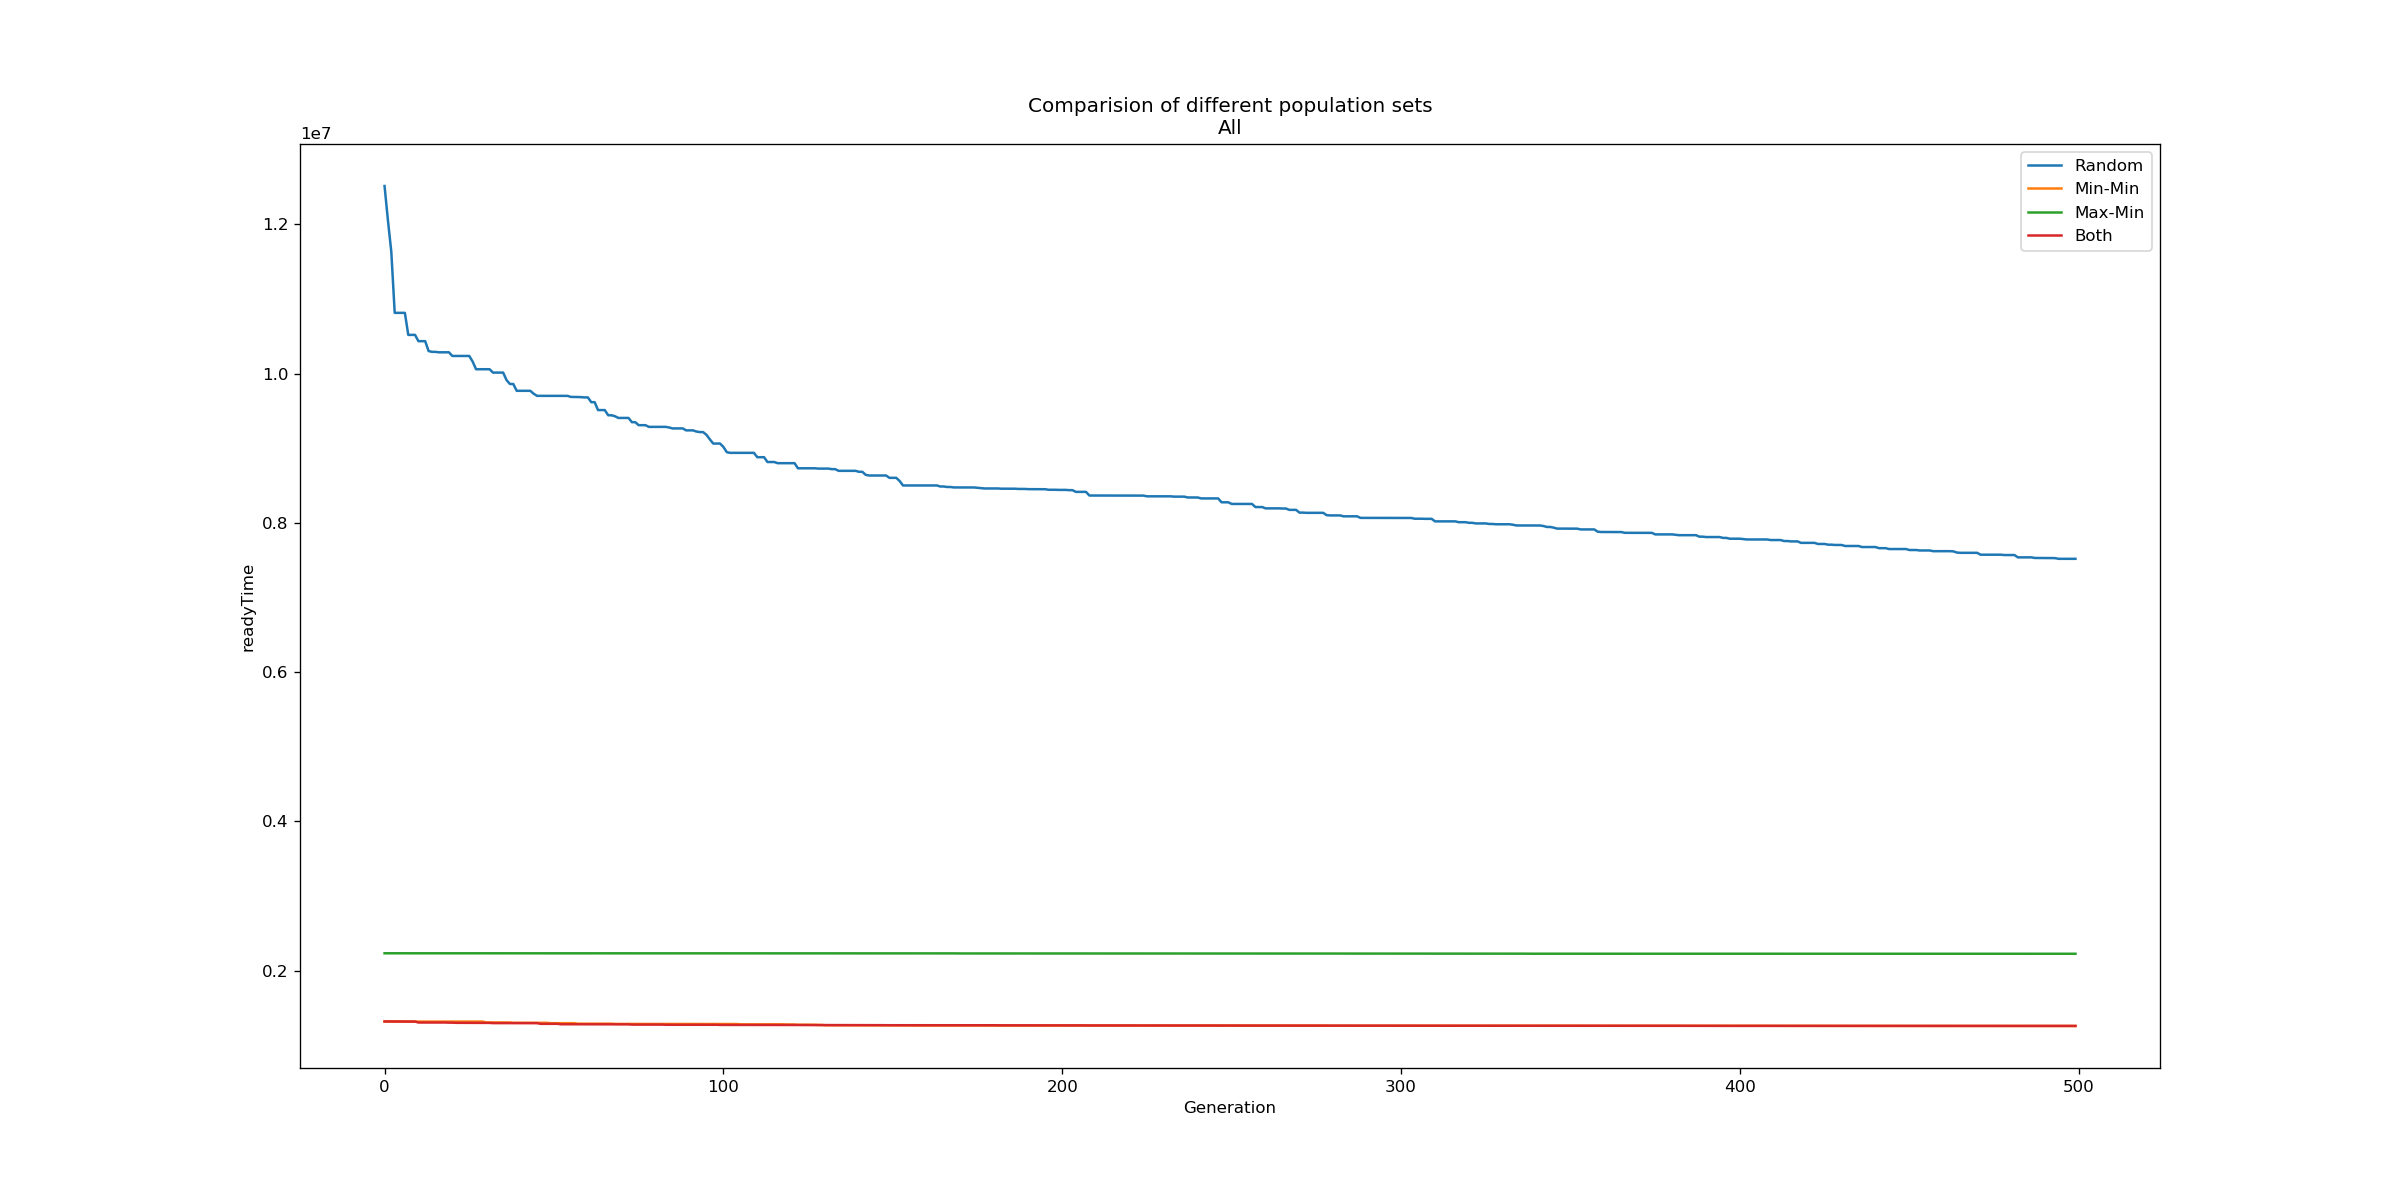 Comparision of different population sets
All
1e7
Random
Min-Min
Max-Min
Both
1.2
1.0
0.8
0.6
0.4
0.2
readyTime
0
100
200
300
400
500
Generation